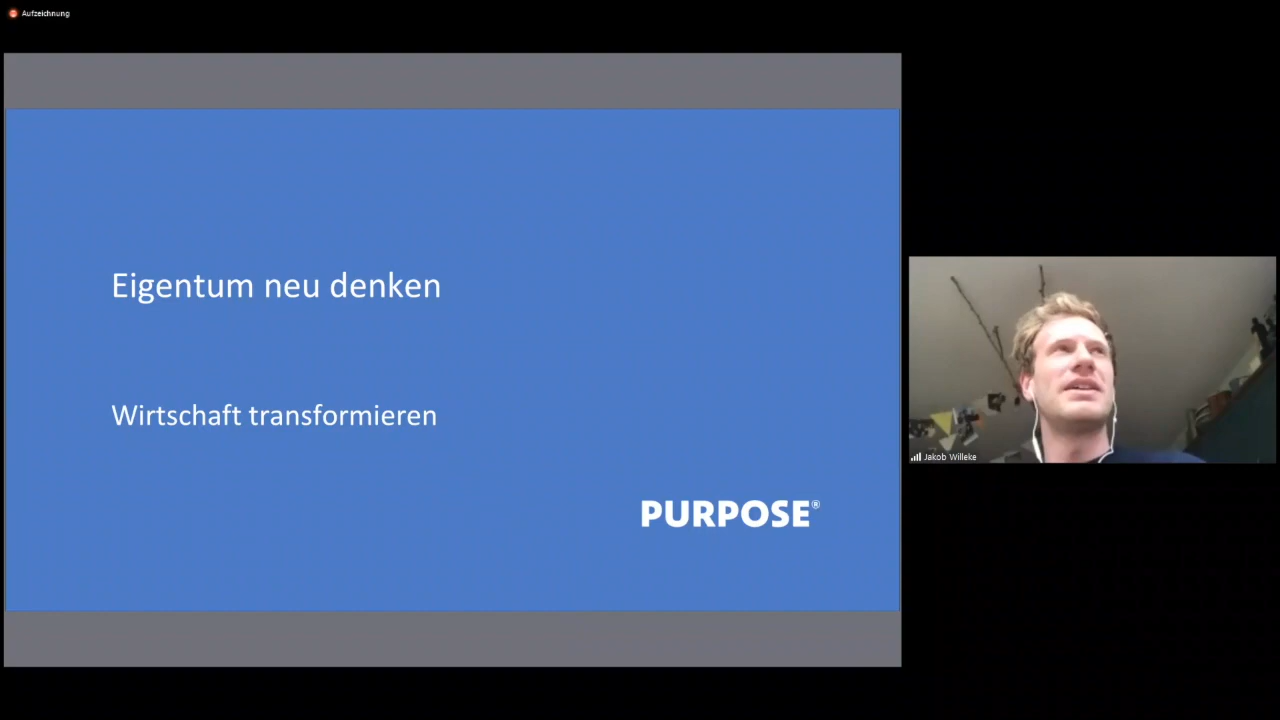 Aufzeichnung
Eigentum neu denken
Wirtschaft transformieren
PURPOSE®
Jakob Willeke